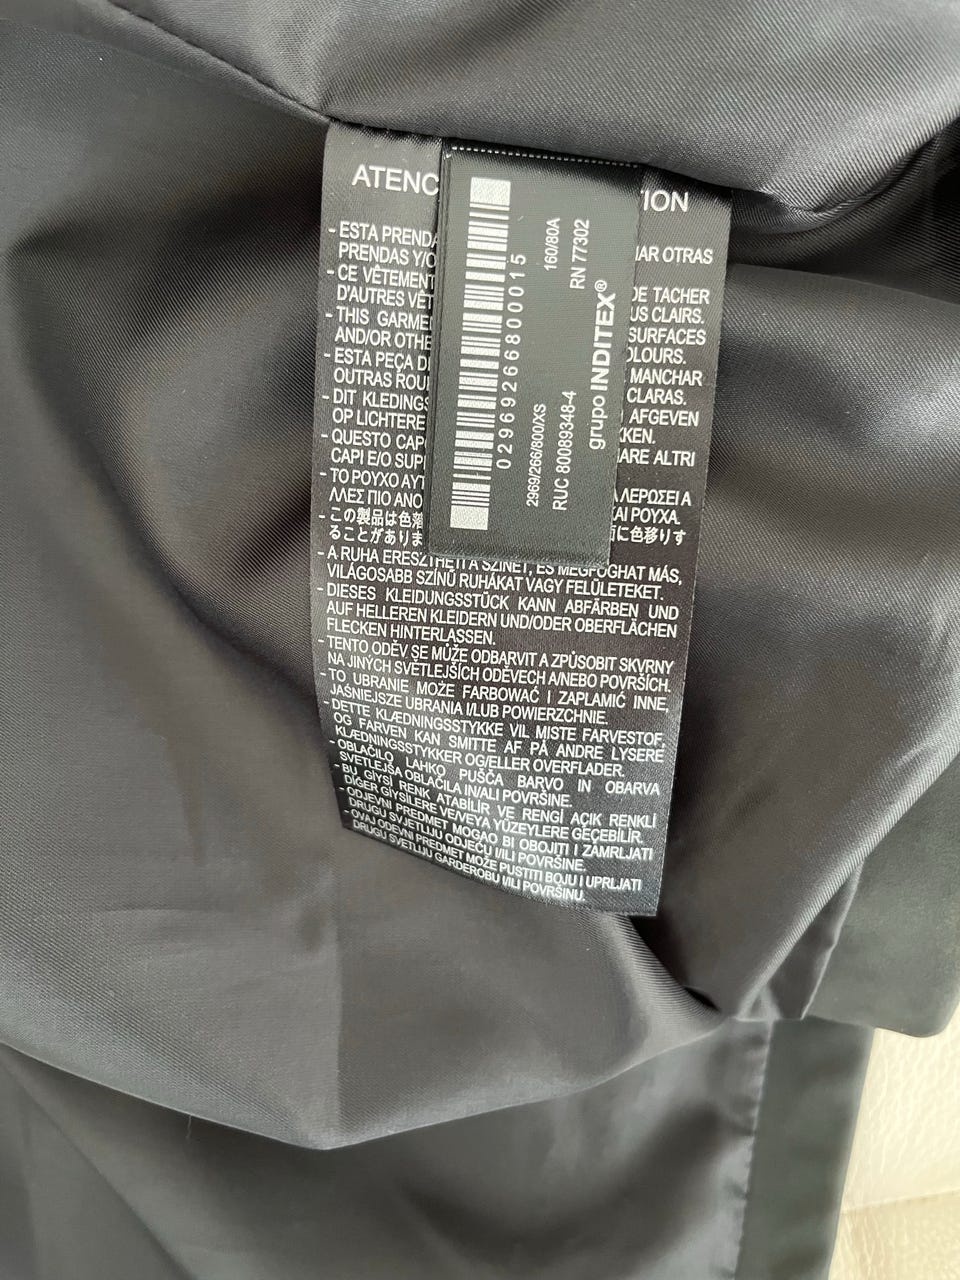 ATENC
ION
- ESTA PRENDA
PRENDAS Y/O
AR OTRAS
- CE VÊTEMENT
D'AUTRES VÊT
DE TACHER
US CLAIRS.
- THIS GARME
AND/OR OTHE
SURFACES
OLOURS.
- ESTA PEÇA D
OUTRAS ROU
MANCHAR
CLARAS.
- DIT KLEDINGS
OP LICHTERE
AFGEVEN
KKEN.
- QUESTO CAP
CAPI E/O SUP
ARE ALTRI
- ΤΟ ΡΟΥΧΟ ΑΥΤ
ΛΛΕΣ ΠΙΟ ΑΝΟ
ΛΕΡΩΣΕΙ Α
ΑΙ ΡΟΥΧΑ.
- この製品は色落
ることがありま
に色移りす
- A RUHA ERESZTHETI A SZÍNÉT, ÉS MEGFOGHAT MÁS,
VILÁGOSABB SZÍNŰ RUHÁKAT VAGY FELÜLETEKET.
- DIESES KLEIDUNGSSTÜCK KANN ABFÄRBEN UND
AUF HELLEREN KLEIDERN UND/ODER OBERFLÄCHEN
FLECKEN HINTERLASSEN.
- TENTO ODĚV SE MŮŽE ODBARVIT A ZPŮSOBIT SKVRNY
NA JINÝCH SVĚTLEJŠÍCH ODĚVECH A/NEBO POVRŠÍCH.
- TO UBRANIE MOŻE FARBOWAĆ I ZAPLAMIĆ INNE,
JAŚNIEJSZE UBRANIA I/LUB POWIERZCHNIE.
- DETTE KLÆDNINGSSTYKKE VIL MISTE FARVESTOF,
OG FARVEN KAN SMITTE AF PÅ ANDRE LYSERE
KLÆDNINGSSTYKKER OG/ELLER OVERFLADER.
- OBLAČILO LAHKO PUŠČA BARVO IN OBARVA
SVETLEJŠA OBLAČILA IN/ALI POVRŠINE.
- BU GİYSİ RENK ATABİLİR VE RENGİ AÇIK RENKLİ
DİĞER GİYSİLERE VE/VEYA YÜZEYLERE GEÇEBİLİR.
- ODJEVNI PREDMET MOGAO BI OBOJITI I ZAMRLJATI
DRUGU SVJETLIJU ODJEĆU I/ILI POVRŠINE.
- OVAJ ODEVNI PREDMET MOŽE PUSTITI BOJU I UPRLJATI
DRUGU SVETLIJU GARDEROBU I/ILI POVRŠINU.
02969266800015
2969/266/800/XS
160/80A
RUC 80089348-4
RN 77302
grupo INDITEX®